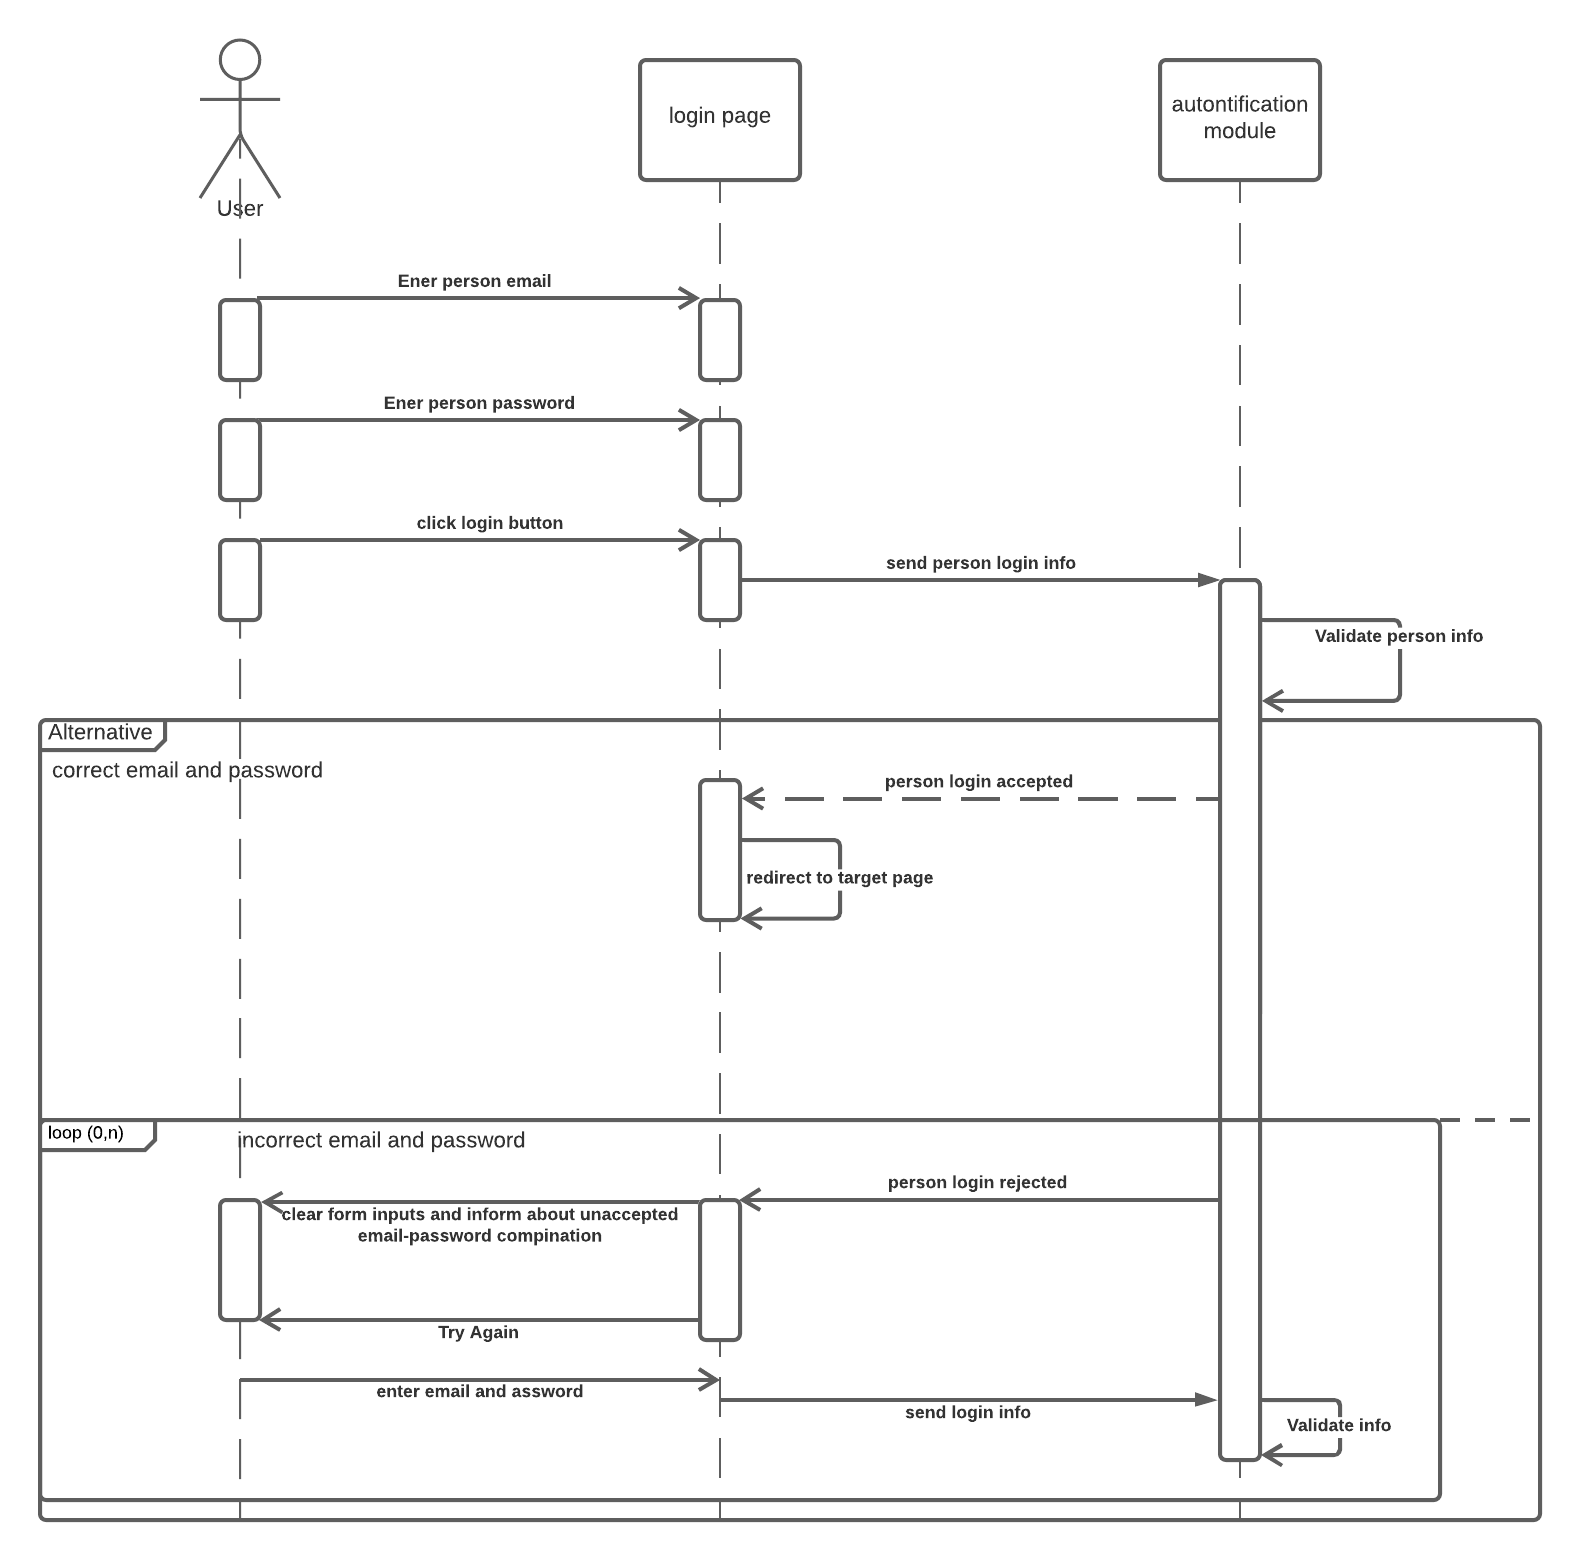 User
login page
autontification
module
Ener person email
Ener person password
click login button
send person login info
Validate person info
Alternative
correct email and password
person login accepted
redirect to target page
loop (0,n)
incorrect email and password
person login rejected
clear form inputs and inform about unaccepted
email-password compination
Try Again
enter email and assword
send login info
Validate info